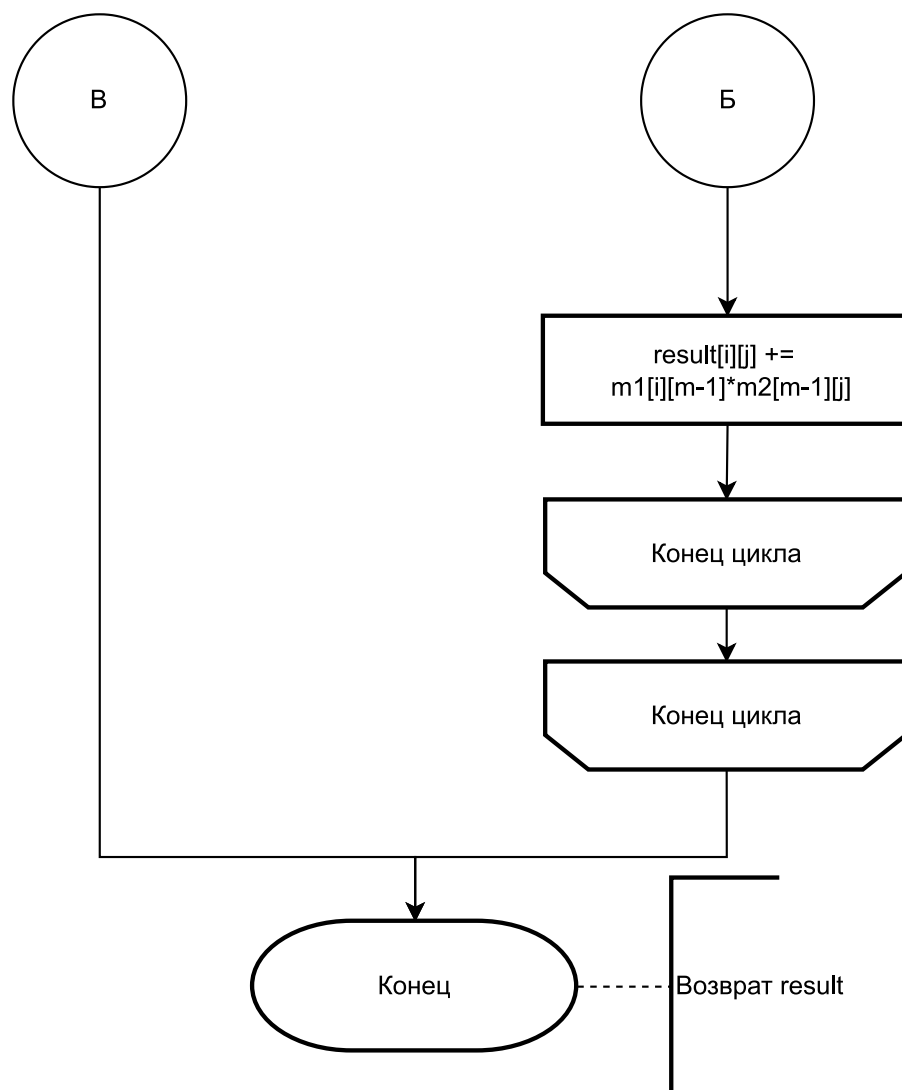 В
Б
result[i][j] +=
m1[i][m-1]*m2[m-1][j]
Конец цикла
Конец цикла
Конец
Возврат result